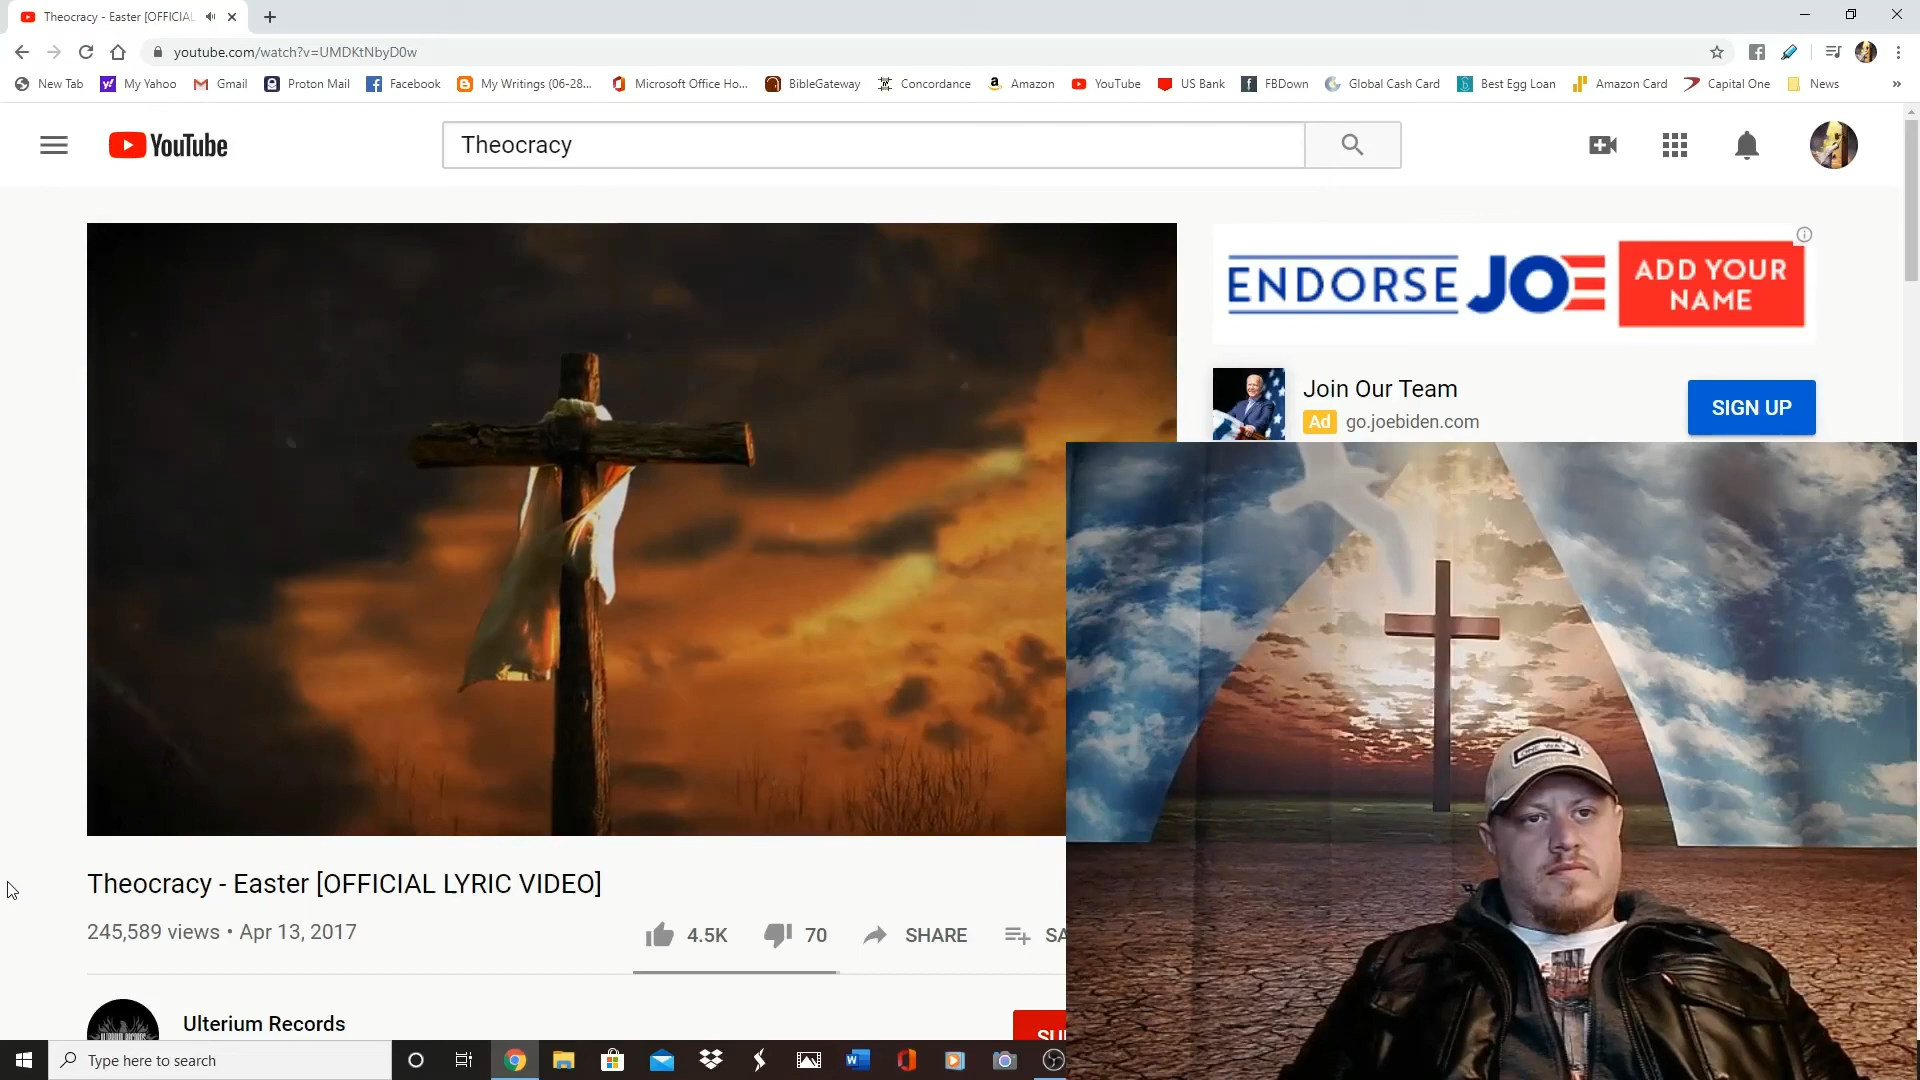 Theocracy - Easter [OFFICIAL
youtube.com/watch?v=UMDKtNbyD0w
New Tab
My Yahoo
Gmail
Proton Mail
Facebook
My Writings (06-28...
Microsoft Office Ho...
BibleGateway
Concordance
Amazon
YouTube
US Bank
FBDown
Global Cash Card
Best Egg Loan
Amazon Card
Capital One
News
YouTube
Theocracy
ENDORSE JOE
ADD YOUR
NAME
Join Our Team
Ad go.joebiden.com
SIGN UP
ONE WAY
Theocracy - Easter [OFFICIAL LYRIC VIDEO]
245,589 views • Apr 13, 2017
4.5K
70
SHARE
SA
Ulterium Records
SU
Type here to search